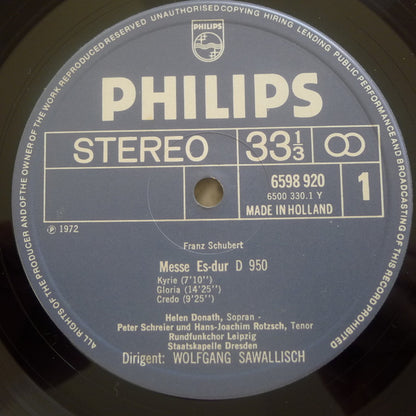 ALL RIGHTS OF THE PRODUCER AND OF THE OWNER OF THE WORK REPRODUCED RESERVED UNAUTHORISED COPYING HIRING LENDING PUBLIC PERFORMANCE AND BROADCASTING OF THIS RECORD PROHIBITED
PHILIPS
PHILIPS
STEREO 33 1/3
6598 920
6500 330.1 Y
MADE IN HOLLAND
1
Ⓟ 1972
Franz Schubert
Messe Es-dur D 950
Kyrie (7'10'')
Gloria (14'25'')
Credo (9'25'')
Helen Donath, Sopran -
Peter Schreier und Hans-Joachim Rotzsch, Tenor
Rundfunkchor Leipzig
Staatskapelle Dresden
Dirigent: WOLFGANG SAWALLISCH